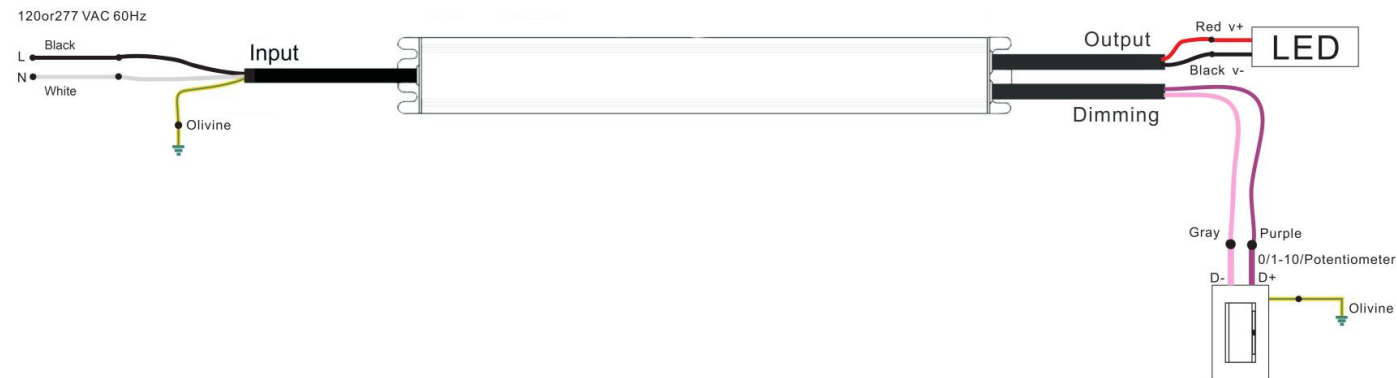 120or277 VAC 60Hz
L
Black
N
White
Olivine
Input
Output
Dimming
Red v+
Black v-
LED
Gray
Purple
0/1-10/Potentiometer
D-
D+
Olivine